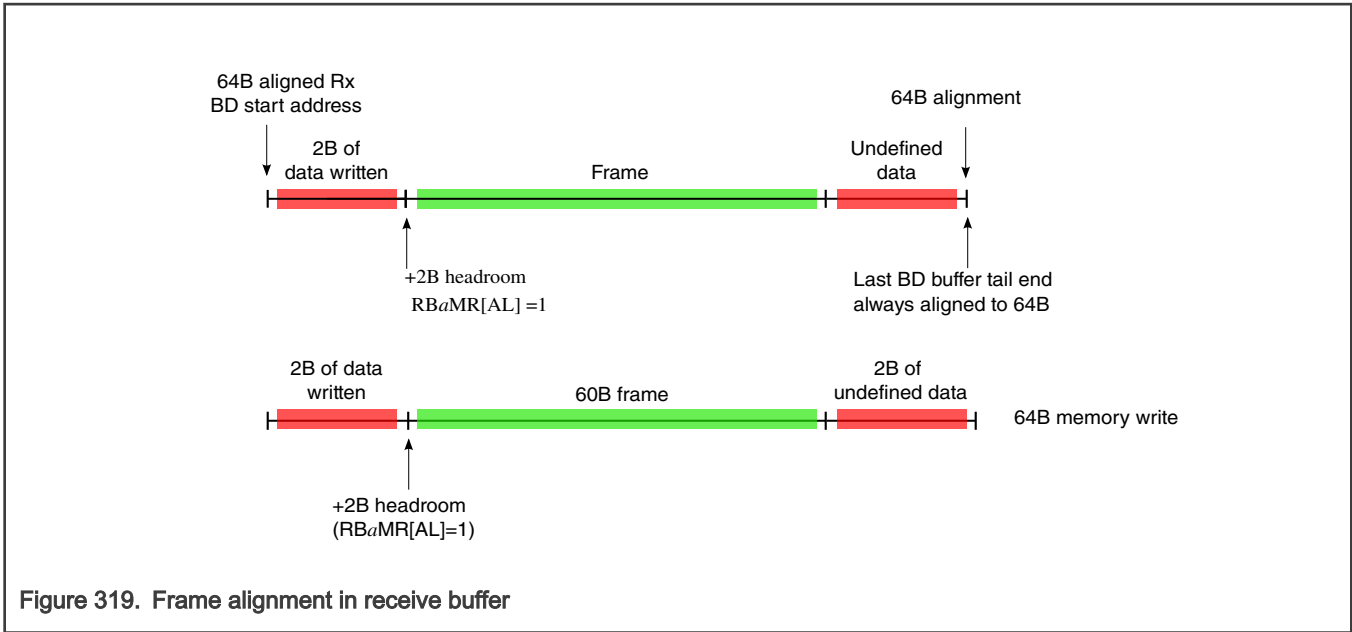 64B aligned Rx
BD start address
64B alignment
2B of
data written
Frame
Undefined
data
+2B headroom
RBaMR[AL] =1
Last BD buffer tail end
always aligned to 64B
2B of data
written
60B frame
2B of
undefined data
64B memory write
+2B headroom
(RBaMR[AL]=1)
Figure 319. Frame alignment in receive buffer